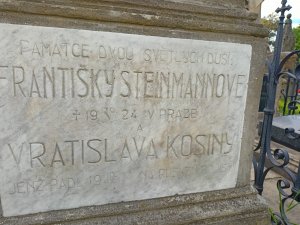 PAMÁTCE DVOU SVĚTLÝCH DUŠÍ
FRANTIŠKY STEINMANNOVÉ
† 19 24 V PRAZE
A
VRATISLAVA KOSINY
JENŽ PADL